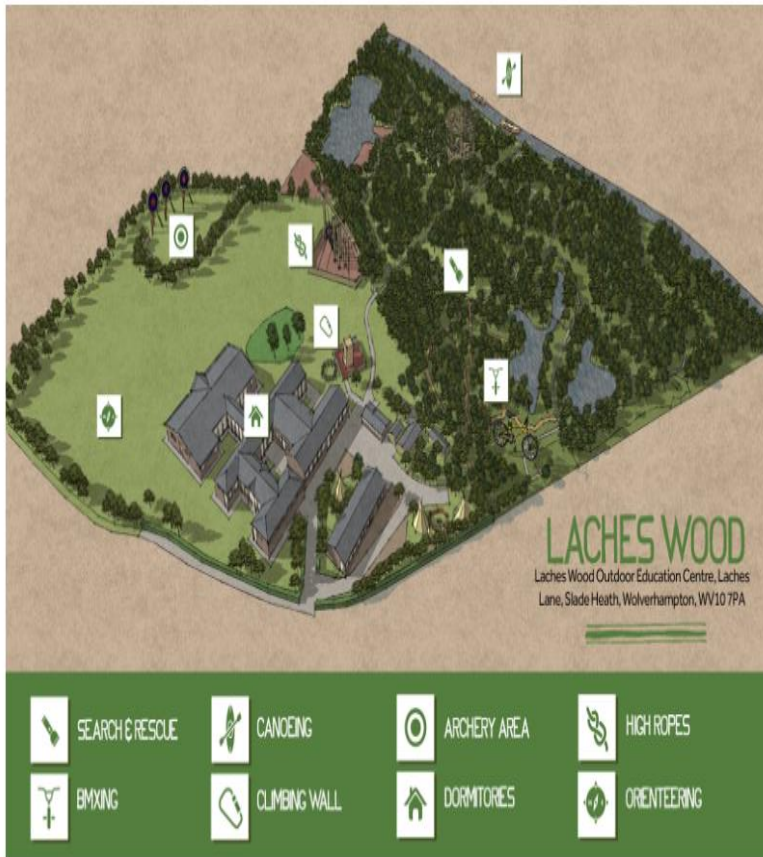 LACHES WOOD
Laches Wood Outdoor Education Centre, Laches
Lane, Slade Heath, Wolverhampton, WV10 7PA
SEARCH & RESCUE
CANOEING
ARCHERY AREA
HIGH ROPES
BMXING
CLIMBING WALL
DORMITORIES
ORIENTEERING